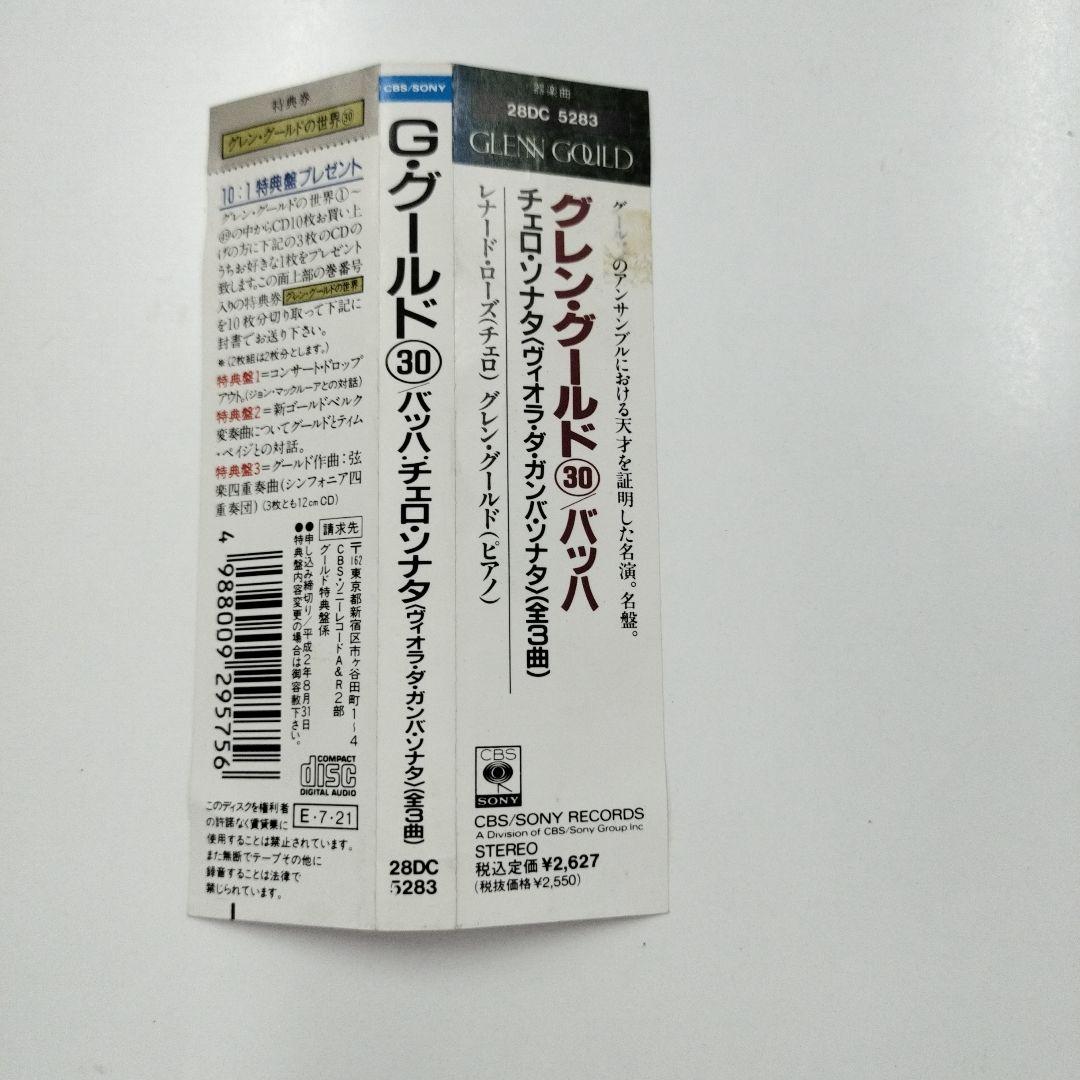 特典券
グレン・グールドの世界㉚
10:1特典盤プレゼント
グレン・グールドの世界①〜
㊾の中からCD10枚お買い上
げの方に下記の3枚のCDの
うちお好きな1枚をプレゼント
致します。この面上部の巻番号
入りの特典券グレン・グールドの世界
を10枚分切り取って下記に
封書でお送り下さい。
※(2枚組は2枚分とします。)
特典盤1=コンサート・ドロップ
アウト。(ジョン・マックルーアとの対話)
特典盤2=新ゴールドベルク
変奏曲についてグールドとティム
・ペイジとの対話。
特典盤3=グールド作曲:弦
楽四重奏曲(シンフォニア四
重奏団)(3枚とも12cmCD)
請求先
〒162東京都新宿区市ヶ谷田町1〜4
CBS・ソニーレコードA&R2部
グールド特典盤係
●申し込み締切り/平成2年8月31日
●特典盤内容変更の場合は御容赦下さい。
4 988009 295756
COMPACT
disc
DIGITAL AUDIO
E・7・21
このディスクを権利者
の許諾なく賃貸業に
使用することは禁止されています。
また無断でテープその他に
録音することは法律で
禁じられています。
CBS/SONY
G・グールド㉚/バッハ:チェロ・ソナタ〈ヴィオラ・ダ・ガンバ・ソナタ〉(全3曲)
28DC
5283
器楽曲
28DC 5283
GLENN GOULD
グール のアンサンブルにおける天才を証明した名演。名盤。
グレン・グールド㉚/バッハ
チェロ・ソナタ〈ヴィオラ・ダ・ガンバ・ソナタ〉(全3曲)
レナード・ローズ(チェロ) グレン・グールド(ピアノ)
CBS
SONY
CBS/SONY RECORDS
A Division of CBS/Sony Group Inc
STEREO
税込定価¥2,627
(税抜価格¥2,550)